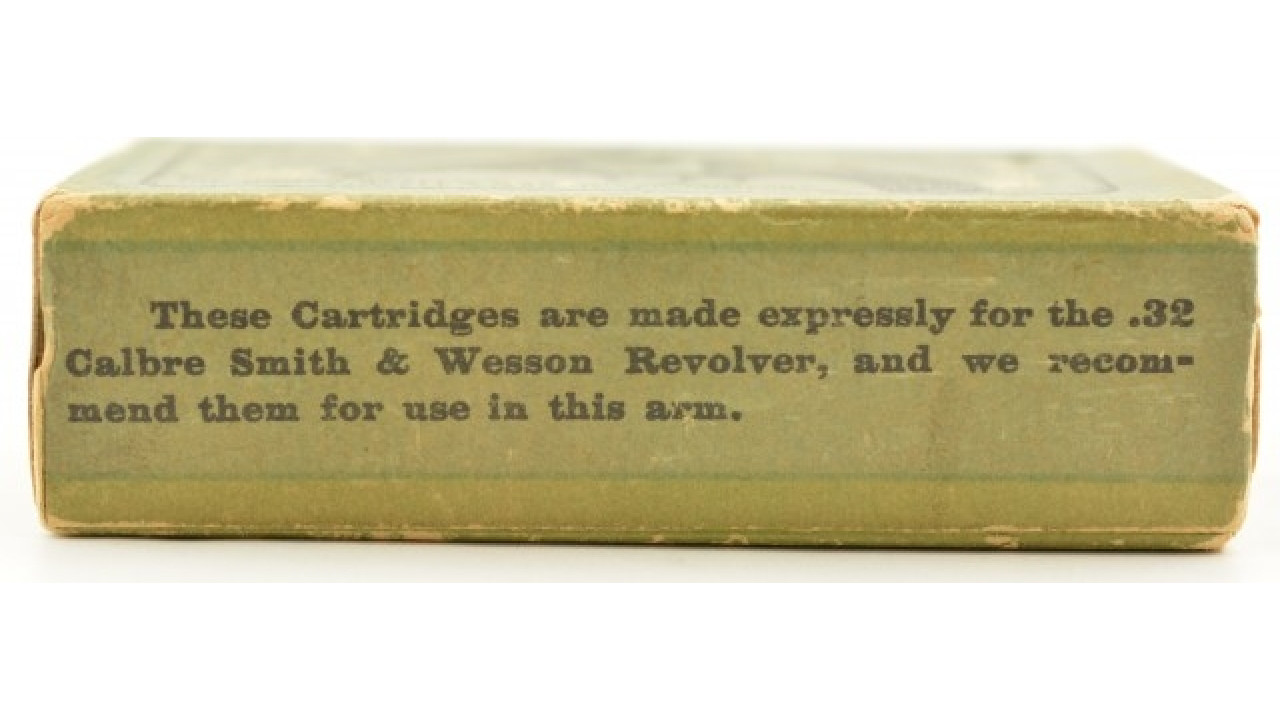 These Cartridges are made expressly for the .32
Calbre Smith & Wesson Revolver, and we recom-
mend them for use in this arm.